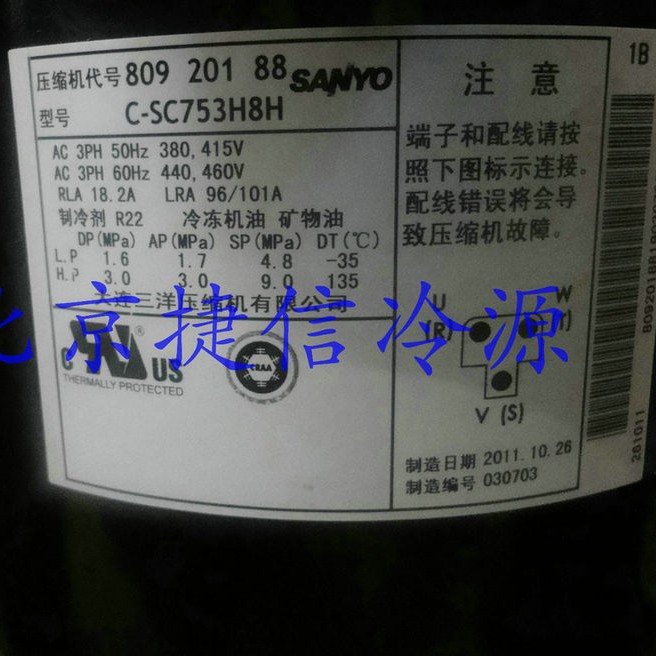 压缩机代号 809 201 88 SANYO
型号 C-SC753H8H
AC 3PH 50Hz 380, 415V
AC 3PH 60Hz 440, 460V
RLA 18.2A LRA 96/101A
制冷剂 R22 冷冻机油 矿物油
DP(MPa) AP(MPa) SP(MPa) DT(℃)
L.P 1.6 1.7 4.8 -35
H.P 3.0 3.0 9.0 135
大连三洋压缩机有限公司
C UL US ®
THERMALLY PROTECTED
CRAA
注 意
端子和配线请按
照下图标示连接。
配线错误将会导
致压缩机故障。
U W
(R)
V (S)
制造日期 2011.10.26
制造编号 030703
1B
261011
北京捷信冷源